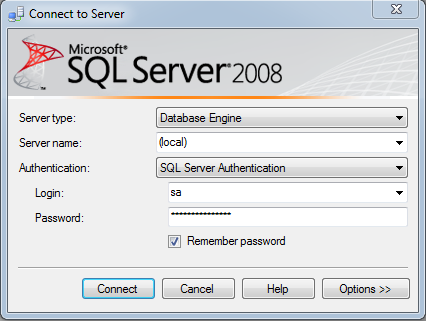 Connect to Server
Microsoft®
SQL Server® 2008
Server type: Database Engine
Server name: (local)
Authentication: SQL Server Authentication
Login: sa
Password: ***************
Remember password
Connect Cancel Help Options >>